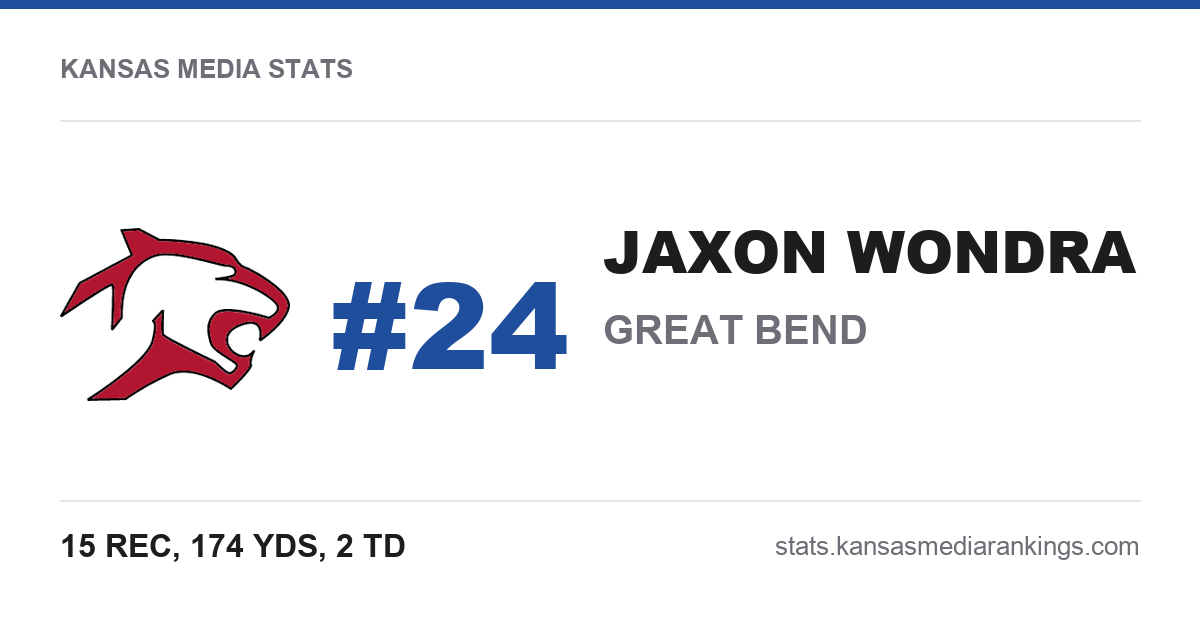 KANSAS MEDIA STATS
#24
JAXON WONDRA
GREAT BEND
15 REC, 174 YDS, 2 TD
stats.kansasmediarankings.com